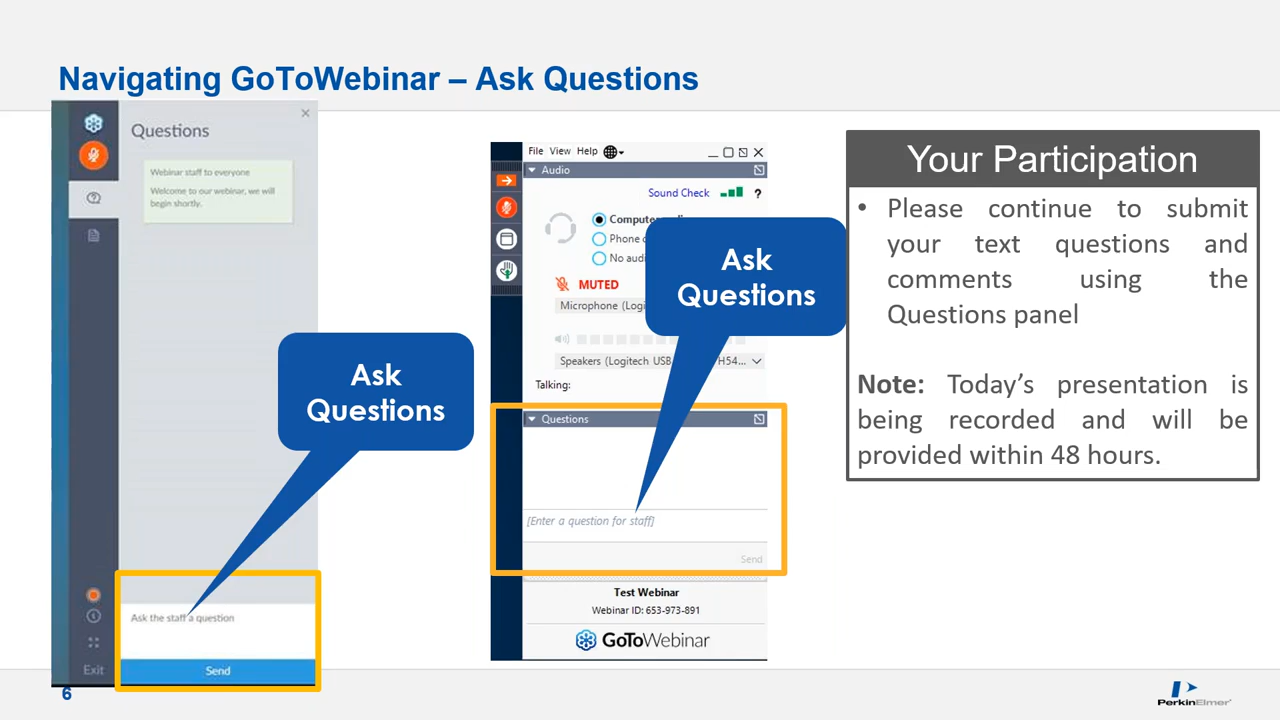 Navigating GoToWebinar – Ask Questions
Questions
Webinar staff to everyone
Welcome to our webinar, we will
begin shortly.
Ask
Questions
Ask the staff a question
Send
Exit
File View Help
Audio
Sound Check ?
Phone
No audi
MUTED
Microphone (Logi
Speakers (Logitech USB H54...
Talking:
Ask
Questions
Questions
[Enter a question for staff]
Send
Test Webinar
Webinar ID: 653-973-891
GoToWebinar
Your Participation
• Please continue to submit
your text questions and
comments using the
Questions panel
Note: Today's presentation is
being recorded and will be
provided within 48 hours.
6
PerkinElmer